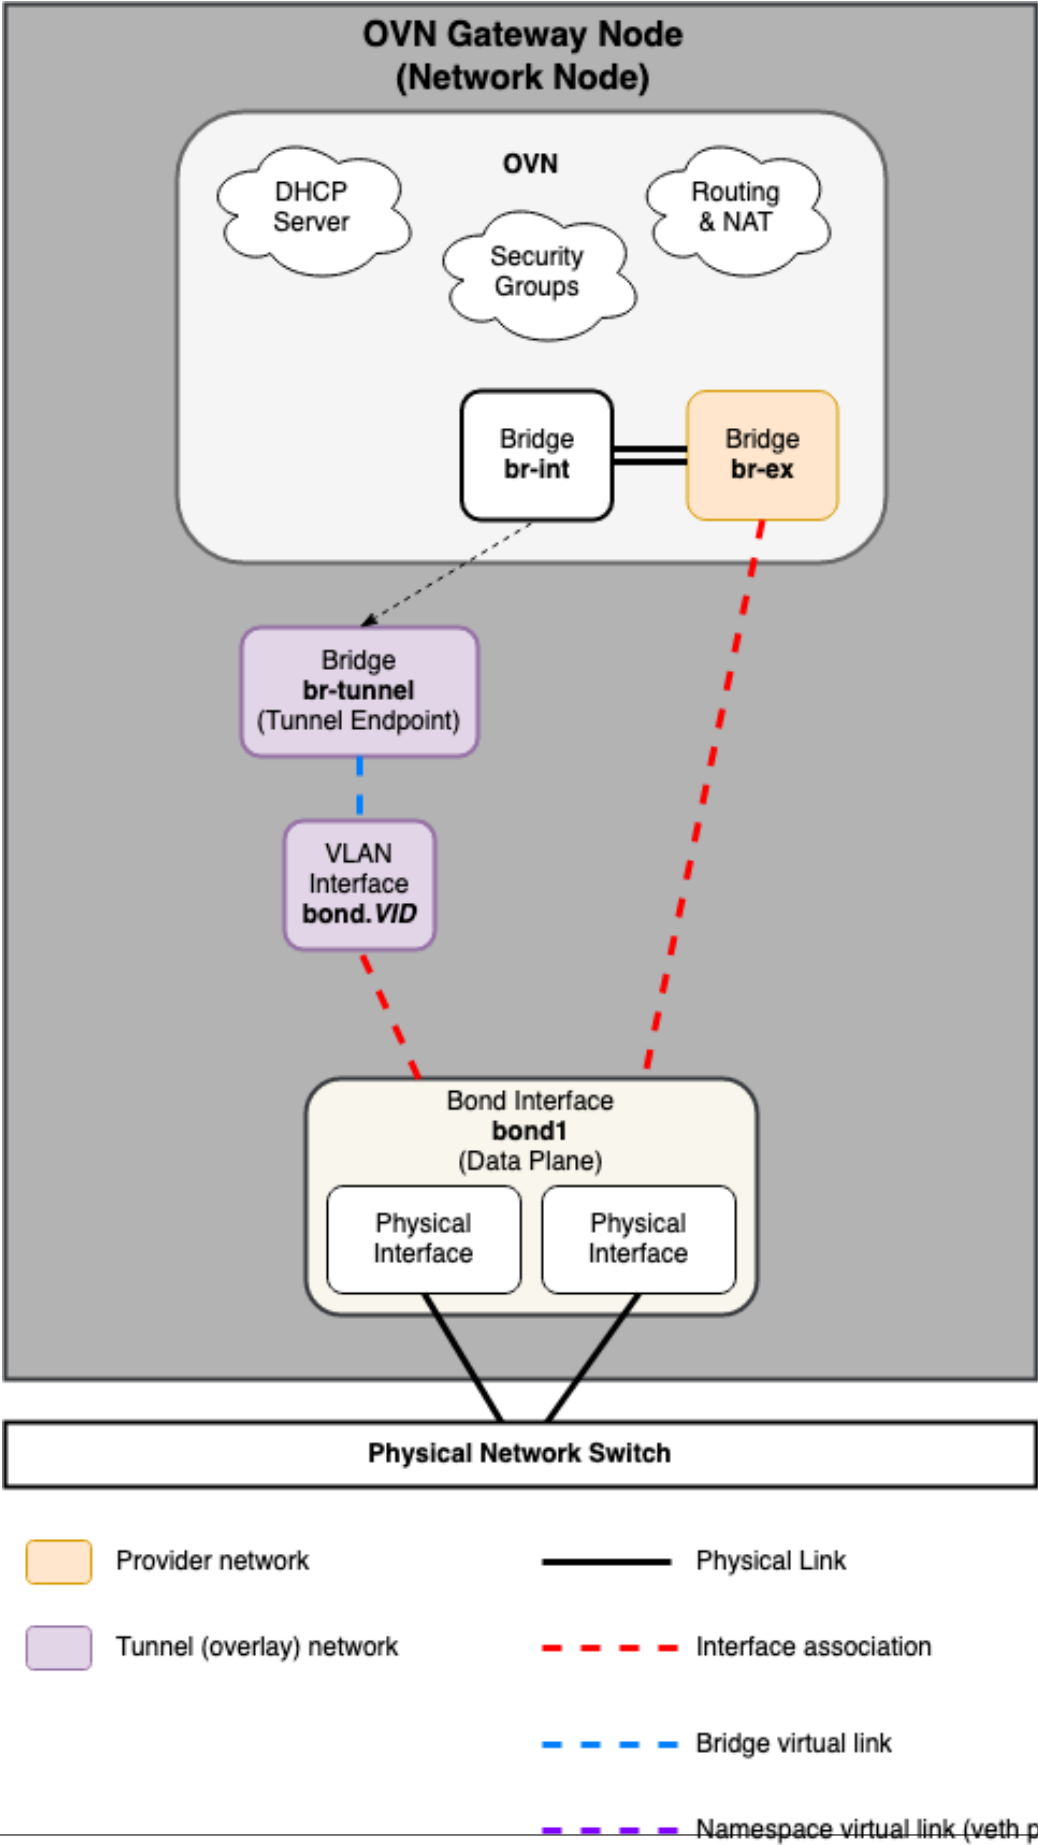 OVN Gateway Node
(Network Node)
OVN
DHCP
Server
Routing
& NAT
Security
Groups
Bridge
br-int
Bridge
br-ex
Bridge
br-tunnel
(Tunnel Endpoint)
VLAN
Interface
bond.VID
Bond Interface
bond1
(Data Plane)
Physical
Interface
Physical
Interface
Physical Network Switch
Provider network
Physical Link
Tunnel (overlay) network
Interface association
Bridge virtual link
Namespace virtual link (veth p